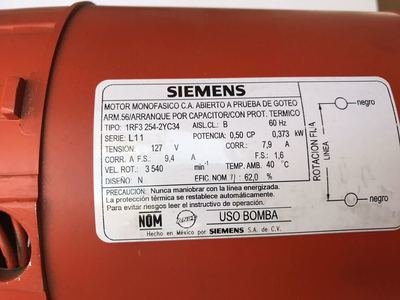 SIEMENS
MOTOR MONOFASICO C.A. ABIERTO A PRUEBA DE GOTEO
ARM.56/ARRANQUE POR CAPACITOR/CON PROT. TERMICO
TIPO: 1RF3 254-2YC34 AISL.CL: B 60 Hz
SERIE: L11 POTENCIA: 0,50 CP 0,373 kW
TENSION: 127 V CORR.: 7,9 A
CORR. A F.S.: 9,4 A F.S.: 1,6
VEL. ROT.: 3 540 min-1 TEMP. AMB. 40 °C
DISEÑO: N EFIC. NOM.: 62,0 %
PRECAUCION: Nunca maniobrar con la línea energizada.
La protección térmica se restablece automáticamente.
Para evitar riesgos leer el instructivo de operación.
NOM USO BOMBA
Hecho en México por SIEMENS S.A. de C.V.
negro
LINEA
ROTACION FIJA
negro